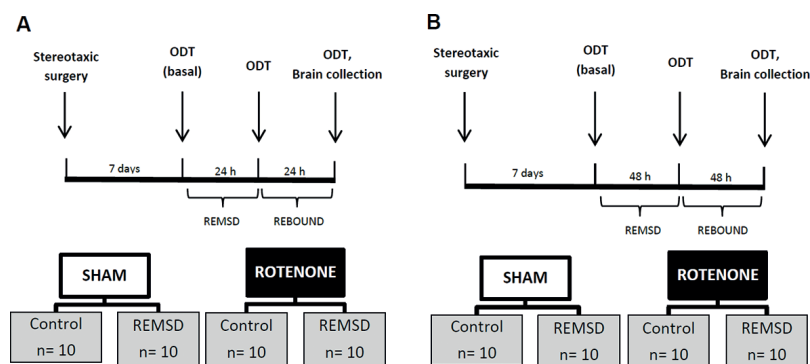 A
Stereotaxic
surgery
ODT
(basal)
ODT
ODT,
Brain collection
7 days
24 h
24 h
REMSD
REBOUND
SHAM
ROTENONE
Control
n= 10
REMSD
n= 10
Control
n= 10
REMSD
n= 10
B
Stereotaxic
surgery
ODT
(basal)
ODT
ODT,
Brain collection
7 days
48 h
48 h
REMSD
REBOUND
SHAM
ROTENONE
Control
n= 10
REMSD
n= 10
Control
n= 10
REMSD
n= 10